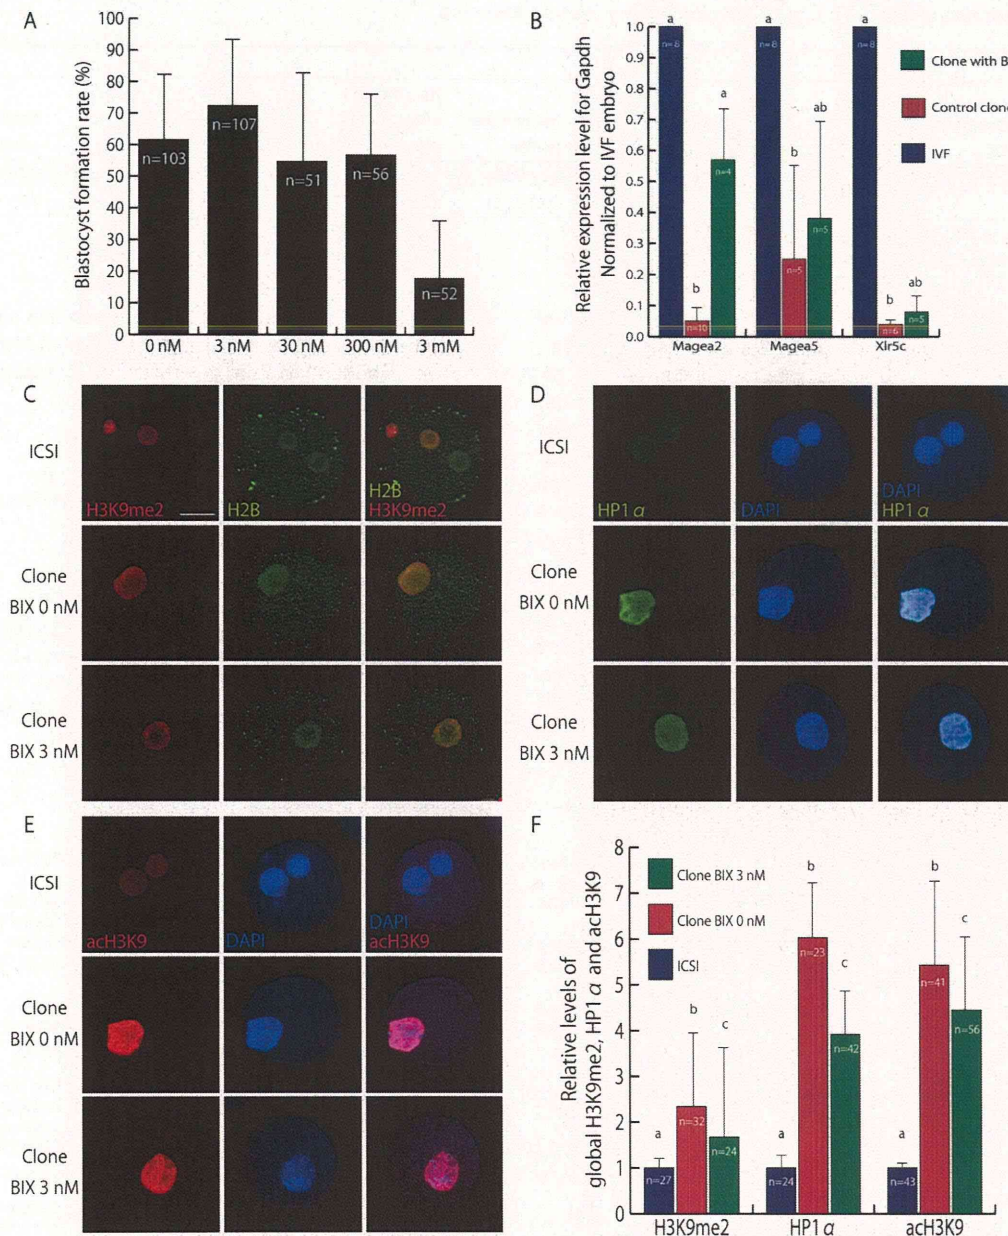 A
Blastocyst formation rate (%)
100
90
80
70
60
50
40
30
20
10
0
n=103
n=107
n=51
n=56
n=52
0 nM
3 nM
30 nM
300 nM
3 mM
B
Relative expression level for Gapdh
Normalized to IVF embryo
1.0
0.9
0.8
0.7
0.6
0.5
0.4
0.3
0.2
0.1
0.0
a
n=8
b
n=10
a
n=4
a
n=8
b
n=5
ab
n=5
a
n=8
b
n=6
ab
n=5
Magea2
Magea5
Xlr5c
Clone with B
Control clone
IVF
C
ICSI
H3K9me2
H2B
H2B
H3K9me2
Clone
BIX 0 nM
Clone
BIX 3 nM
D
ICSI
HP1 α
DAPI
DAPI
HP1 α
Clone
BIX 0 nM
Clone
BIX 3 nM
E
ICSI
acH3K9
DAPI
DAPI
acH3K9
Clone
BIX 0 nM
Clone
BIX 3 nM
F
Relative levels of
global H3K9me2, HP1 α and acH3K9
8
7
6
5
4
3
2
1
0
Clone BIX 3 nM
Clone BIX 0 nM
ICSI
a
n=27
b
n=32
c
n=24
a
n=24
b
n=23
c
n=42
a
n=43
b
n=41
c
n=56
H3K9me2
HP1 α
acH3K9